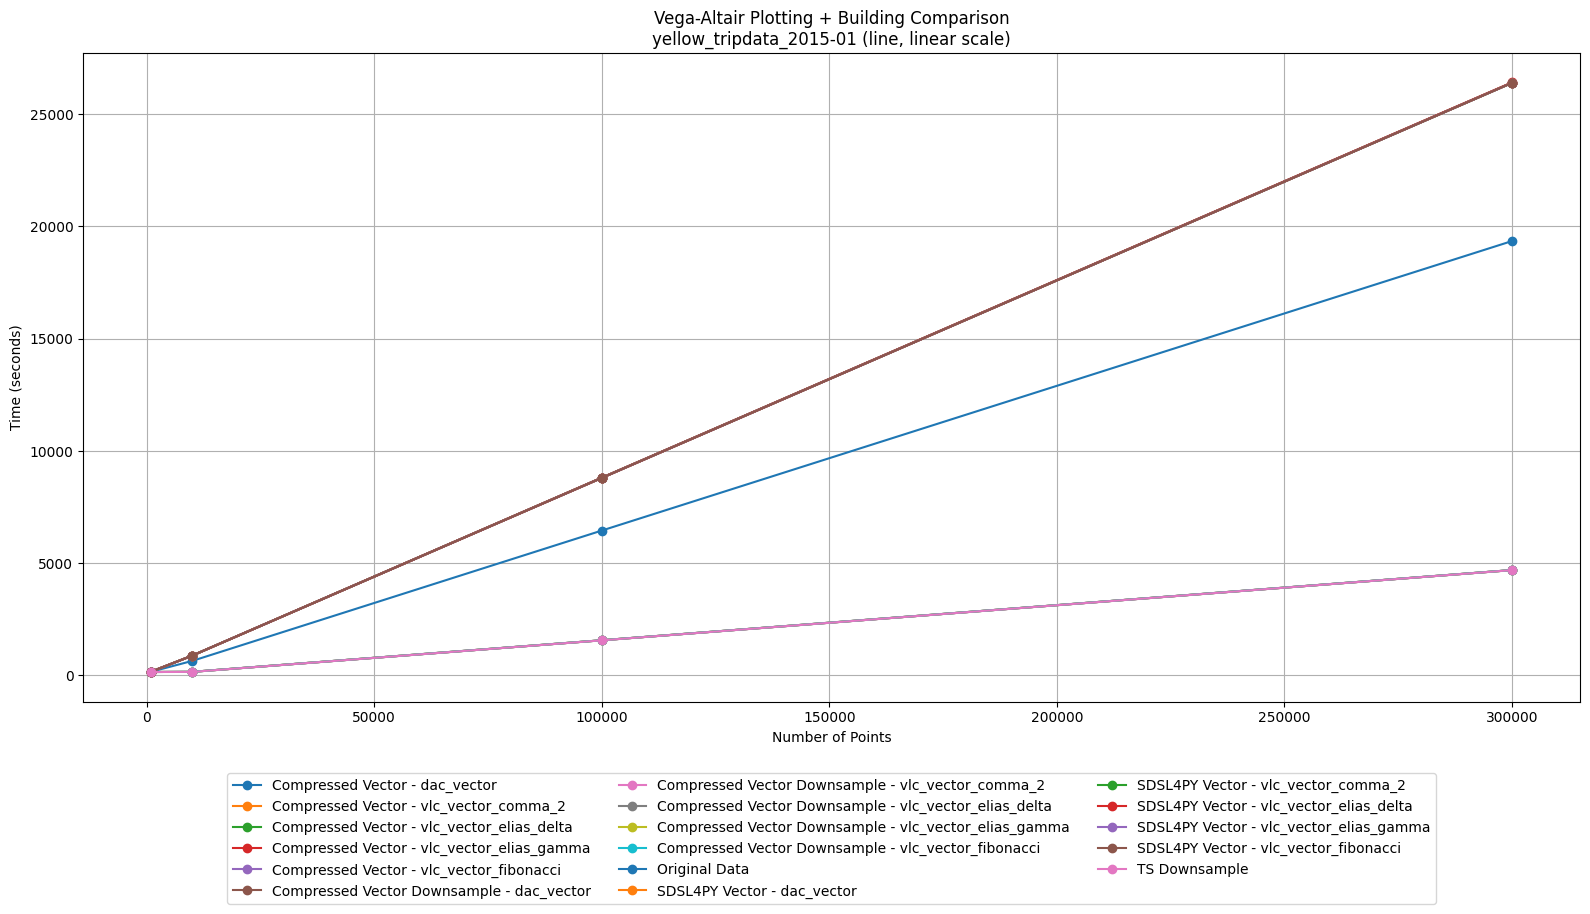 Vega-Altair Plotting + Building Comparison
yellow_tripdata_2015-01 (line, linear scale)
Time (seconds)
25000
20000
15000
10000
5000
0
0 50000 100000 150000 200000 250000 300000
Number of Points
Compressed Vector - dac_vector
Compressed Vector - vlc_vector_comma_2
Compressed Vector - vlc_vector_elias_delta
Compressed Vector - vlc_vector_elias_gamma
Compressed Vector - vlc_vector_fibonacci
Compressed Vector Downsample - dac_vector
Compressed Vector Downsample - vlc_vector_comma_2
Compressed Vector Downsample - vlc_vector_elias_delta
Compressed Vector Downsample - vlc_vector_elias_gamma
Compressed Vector Downsample - vlc_vector_fibonacci
Original Data
SDSL4PY Vector - dac_vector
SDSL4PY Vector - vlc_vector_comma_2
SDSL4PY Vector - vlc_vector_elias_delta
SDSL4PY Vector - vlc_vector_elias_gamma
SDSL4PY Vector - vlc_vector_fibonacci
TS Downsample